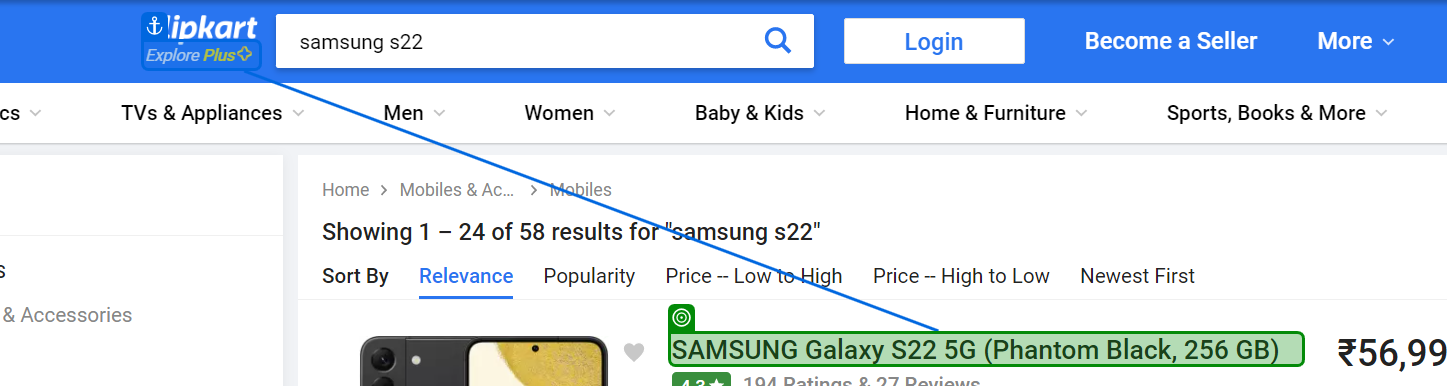 lipkart
samsung s22
Login
Become a Seller
More
Explore Plus
cs
TVs & Appliances
Men
Women
Baby & Kids
Home & Furniture
Sports, Books & More
Home > Mobiles & Ac... > Mobiles
Showing 1 – 24 of 58 results for "samsung s22"
Sort By
Relevance
Popularity
Price -- Low to High
Price -- High to Low
Newest First
s
& Accessories
SAMSUNG Galaxy S22 5G (Phantom Black, 256 GB)
₹56,99
4.3★ 194 Ratings & 27 Reviews